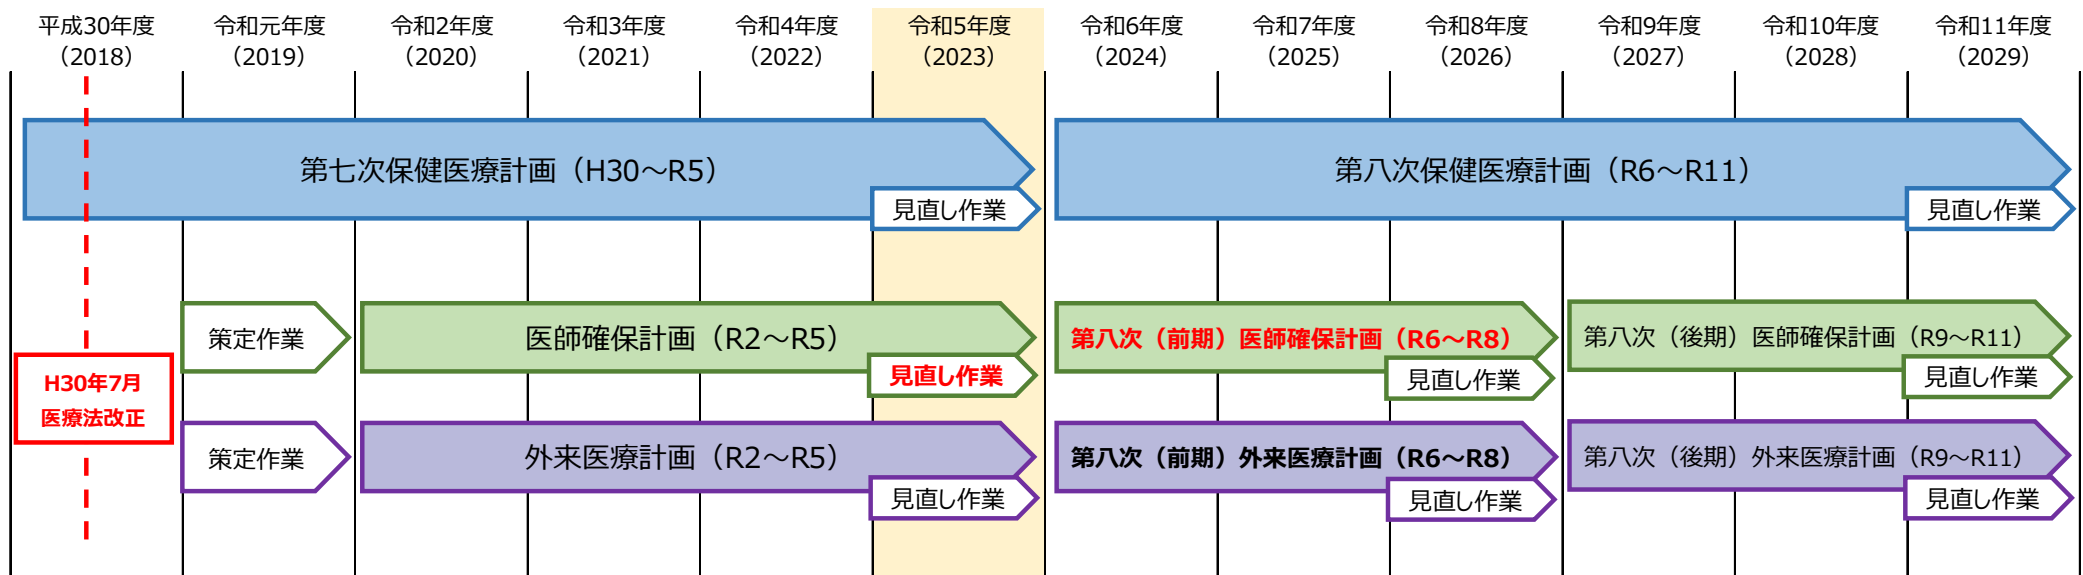 平成30年度
（2018）
令和元年度
（2019）
令和2年度
（2020）
令和3年度
（2021）
令和4年度
（2022）
令和5年度
（2023）
令和6年度
（2024）
令和7年度
（2025）
令和8年度
（2026）
令和9年度
（2027）
令和10年度
（2028）
令和11年度
（2029）
第七次保健医療計画（H30～R5）
見直し作業
第八次保健医療計画（R6～R11）
見直し作業
H30年7月
医療法改正
策定作業
医師確保計画（R2～R5）
見直し作業
第八次（前期）医師確保計画（R6～R8）
見直し作業
第八次（後期）医師確保計画（R9～R11）
見直し作業
策定作業
外来医療計画（R2～R5）
見直し作業
第八次（前期）外来医療計画（R6～R8）
見直し作業
第八次（後期）外来医療計画（R9～R11）
見直し作業